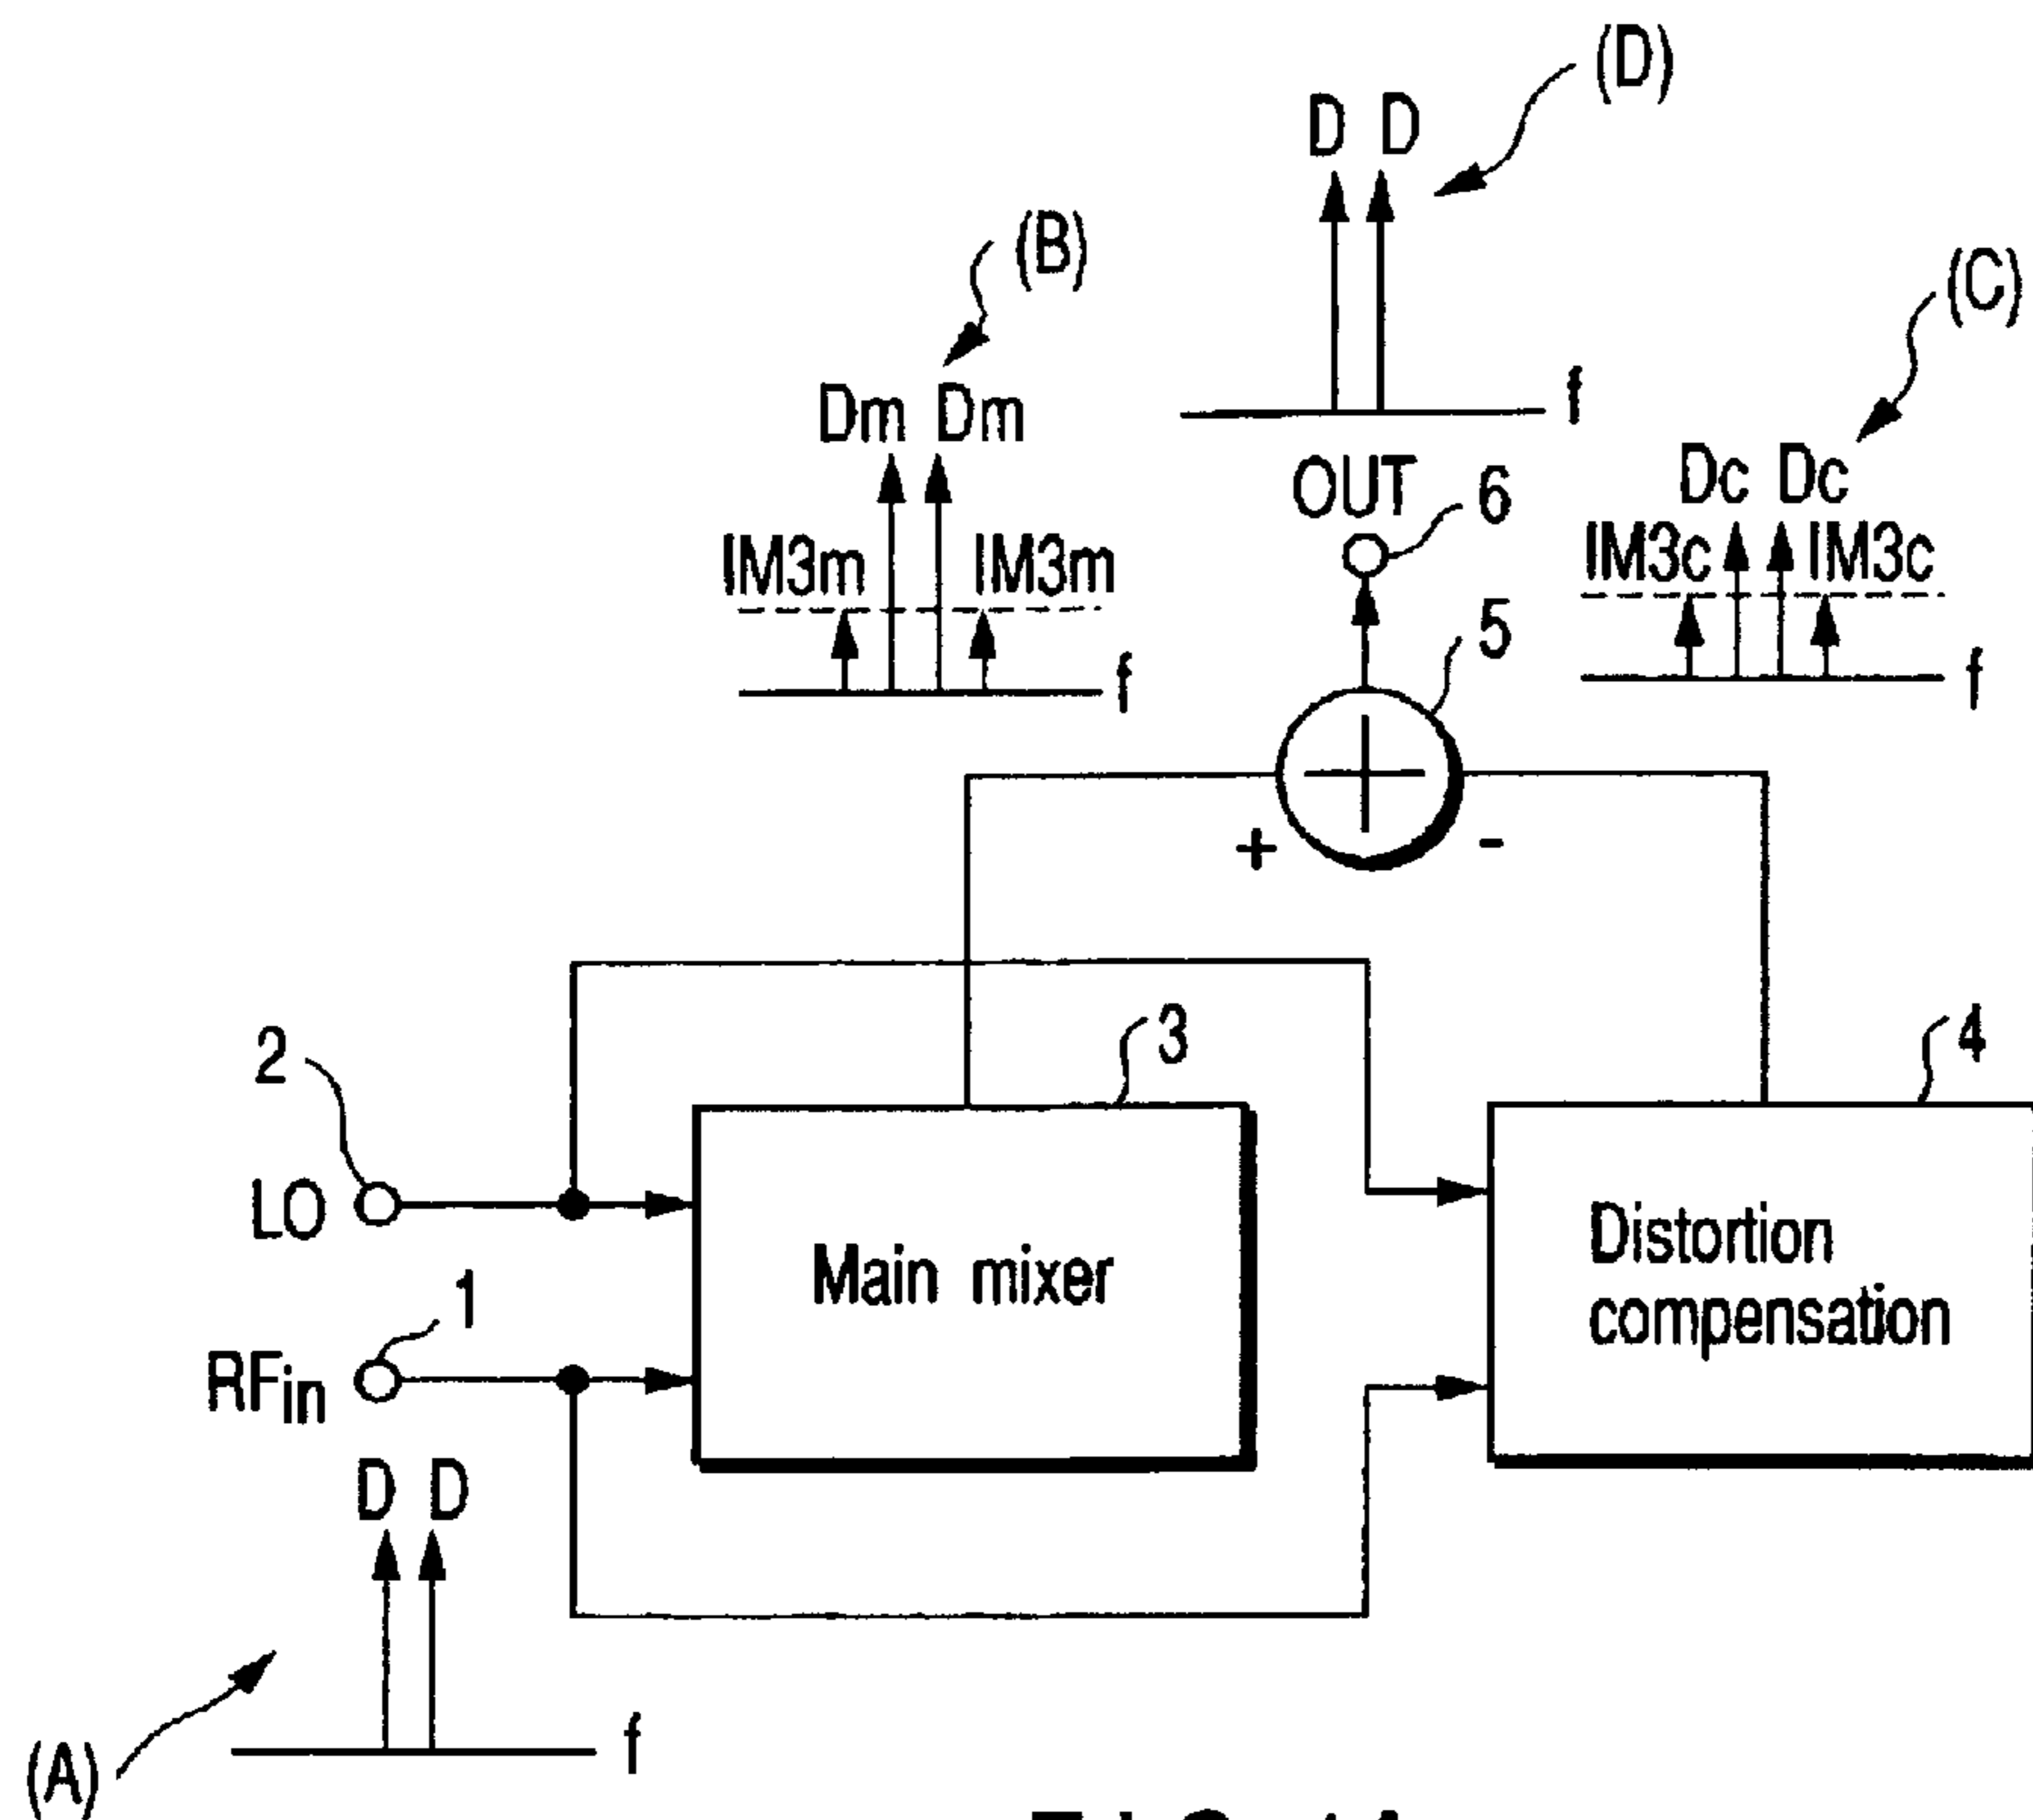 (D)
D D
(B)
(C)
Dm Dm
f
OUT
6
Dc Dc
IM3m IM3m
IM3c IM3c
5
f
f
+
-
2
3
4
LO
Main mixer
Distortion
compensation
1
RFin
D D
f
(A)